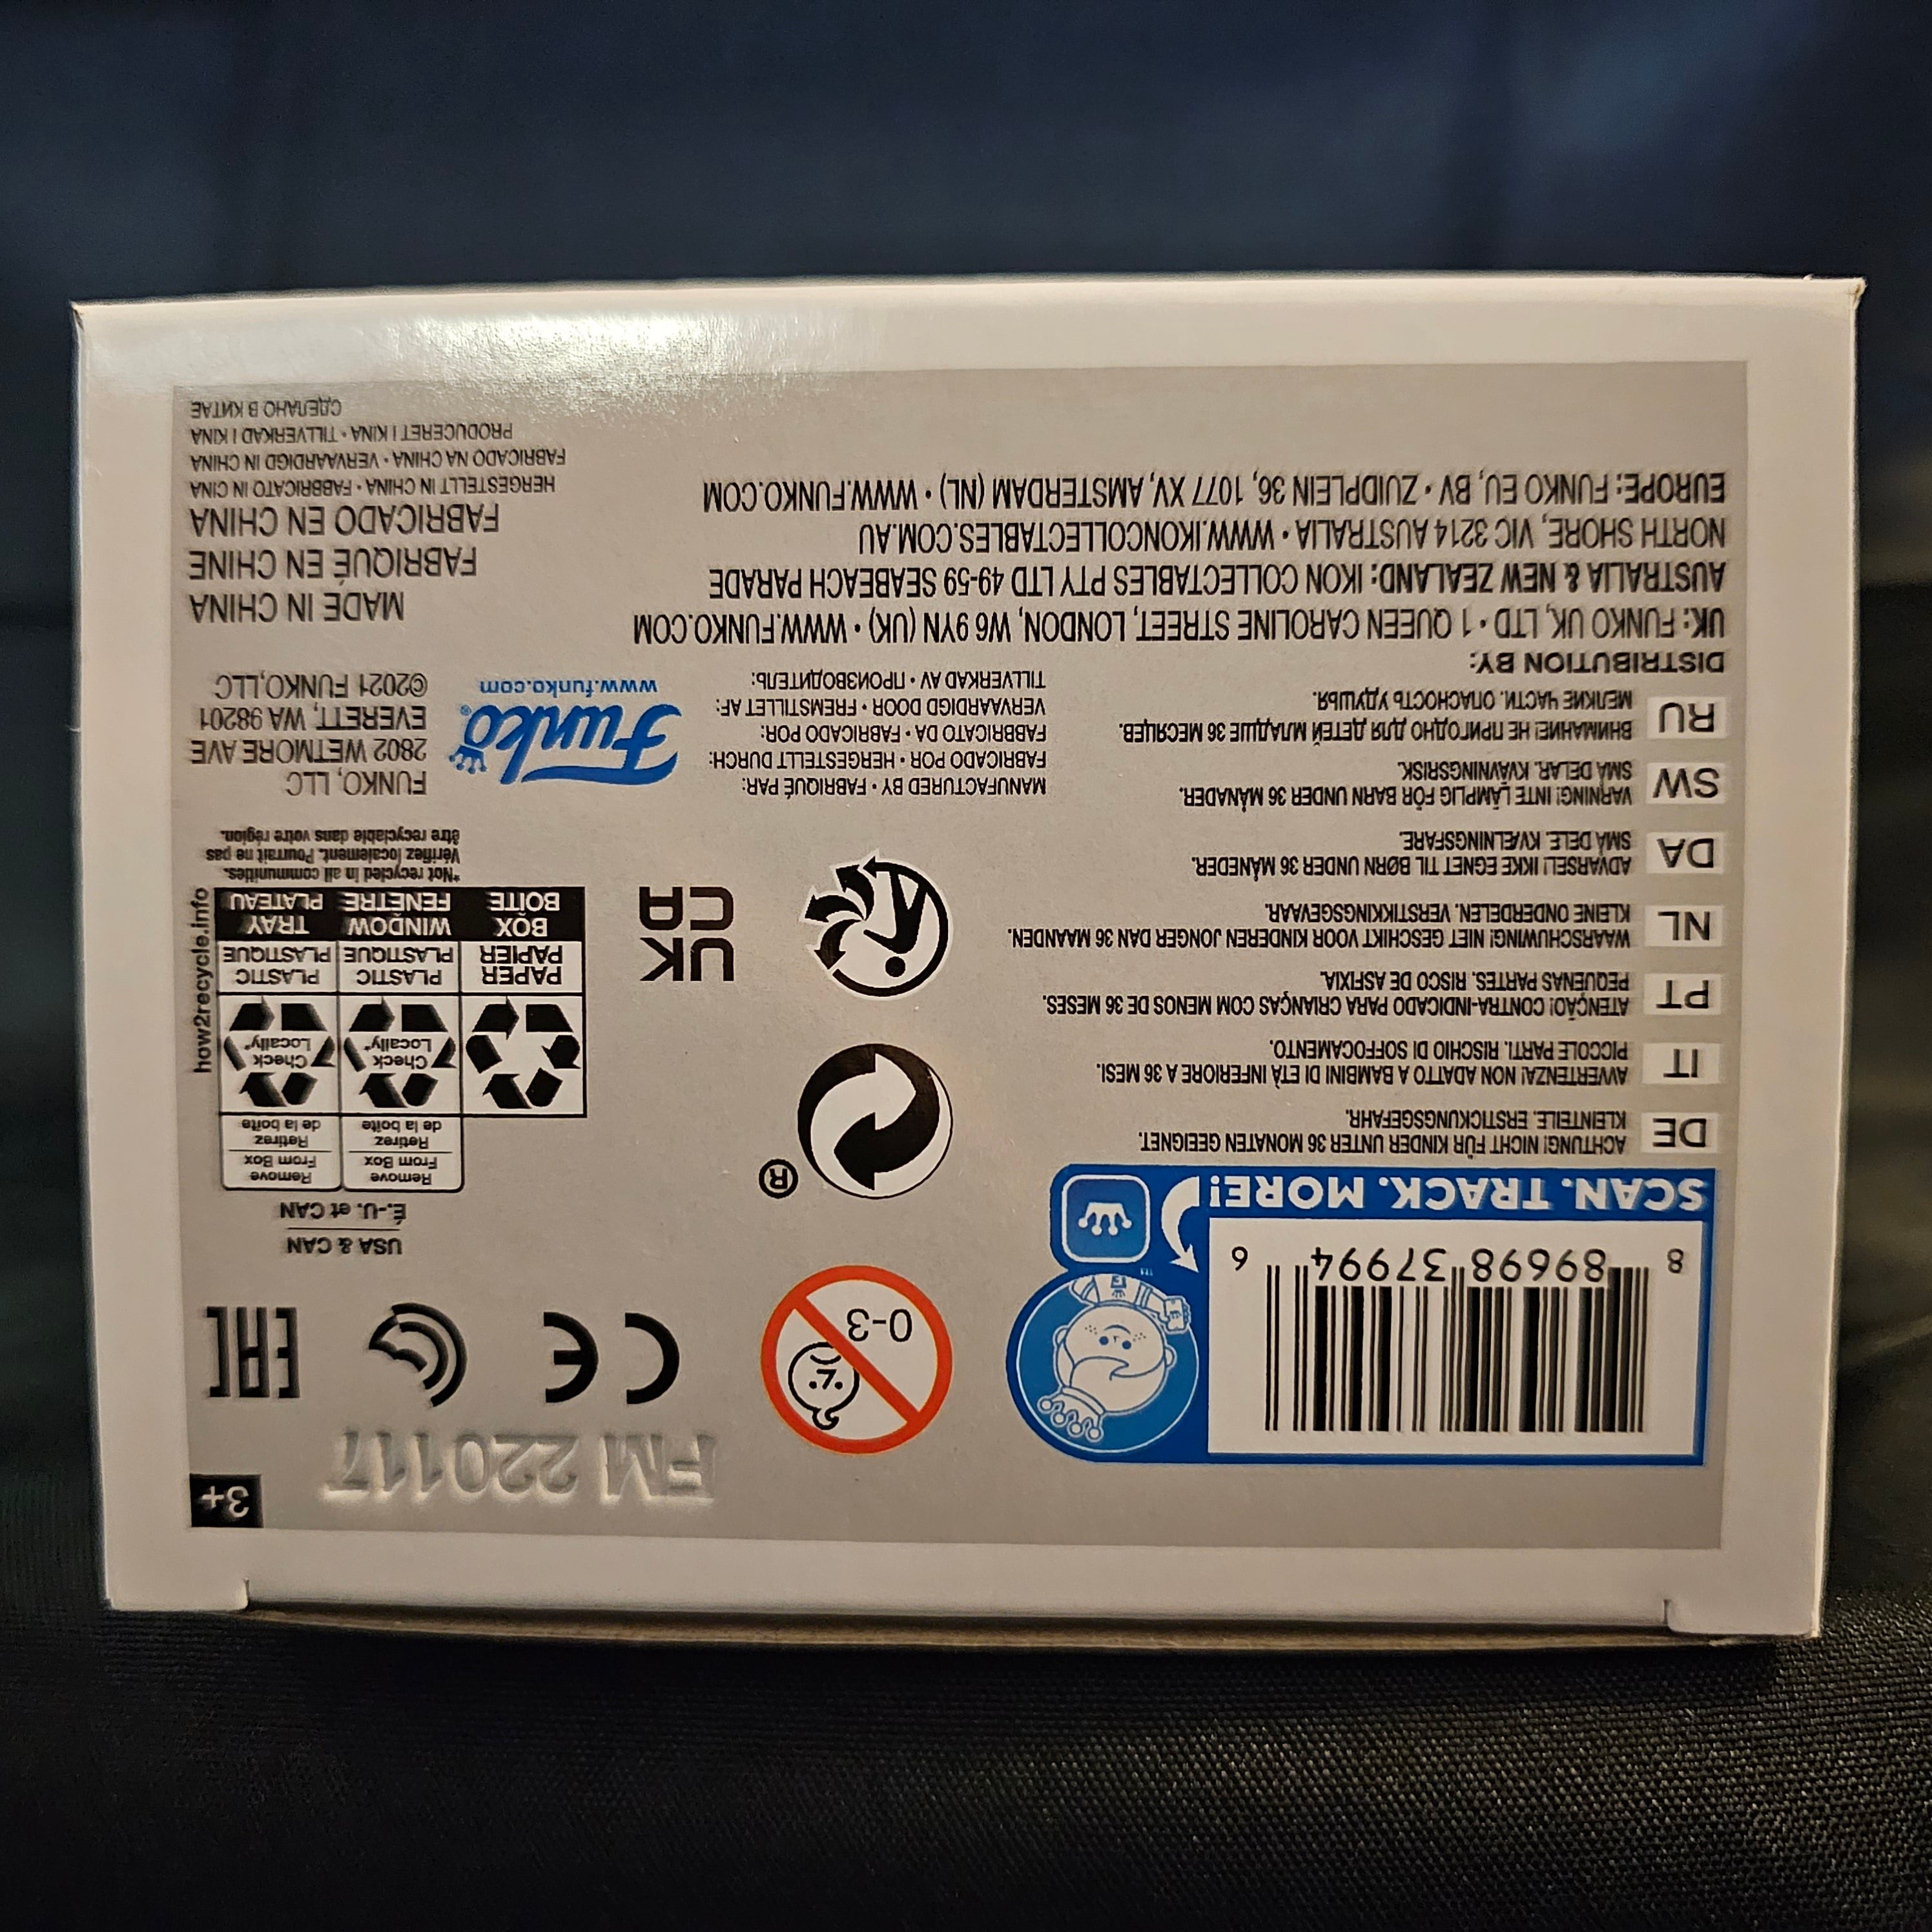 3+
FM 220117
8 89698 37994 6
SCAN. TRACK. MORE!
TM
0-3
CE
EAC
USA & CAN
É.-U. et CAN
Remove
From Box
Retirez
de la boîte
Remove
From Box
Retirez
de la boîte
Check
Locally*
Check
Locally*
PAPER
PAPIER
PLASTIC
PLASTIQUE
PLASTIC
PLASTIQUE
BOX
BOÎTE
WINDOW
FENÊTRE
TRAY
PLATEAU
how2recycle.info
*Not recycled in all communities.
Vérifiez localement. Pourrait ne pas
être recyclable dans votre région.
®
UK
CA
DE
ACHTUNG! NICHT FÜR KINDER UNTER 36 MONATEN GEEIGNET.
KLEINTEILE. ERSTICKUNGSGEFAHR.
IT
AVVERTENZA! NON ADATTO A BAMBINI DI ETÀ INFERIORE A 36 MESI.
PICCOLE PARTI. RISCHIO DI SOFFOCAMENTO.
PT
ATENÇÃO! CONTRA-INDICADO PARA CRIANÇAS COM MENOS DE 36 MESES.
PEQUENAS PARTES. RISCO DE ASFIXIA.
NL
WAARSCHUWING! NIET GESCHIKT VOOR KINDEREN JONGER DAN 36 MAANDEN.
KLEINE ONDERDELEN. VERSTIKKINGSGEVAAR.
DA
ADVARSEL! IKKE EGNET TIL BØRN UNDER 36 MÅNEDER.
SMÅ DELE. KVÆLNINGSFARE.
SW
VARNING! INTE LÄMPLIG FÖR BARN UNDER 36 MÅNADER.
SMÅ DELAR. KVÄVNINGSRISK.
RU
ВНИМАНИЕ! НЕ ПРИГОДНО ДЛЯ ДЕТЕЙ МЛАДШЕ 36 МЕСЯЦЕВ.
МЕЛКИЕ ЧАСТИ. ОПАСНОСТЬ УДУШЬЯ.
MANUFACTURED BY • FABRIQUÉ PAR:
FABRICADO POR • HERGESTELLT DURCH:
FABBRICATO DA • FABRICADO POR:
VERVAARDIGD DOOR • FREMSTILLET AF:
TILLVERKAD AV • ПРОИЗВОДИТЕЛЬ:
Funko®
www.funko.com
FUNKO, LLC
2802 WETMORE AVE
EVERETT, WA 98201
©2021 FUNKO,LLC
DISTRIBUTION BY:
UK: FUNKO UK, LTD • 1 QUEEN CAROLINE STREET, LONDON, W6 9YN (UK) • WWW.FUNKO.COM
AUSTRALIA & NEW ZEALAND: IKON COLLECTABLES PTY LTD 49-59 SEABEACH PARADE
NORTH SHORE, VIC 3214 AUSTRALIA • WWW.IKONCOLLECTABLES.COM.AU
EUROPE: FUNKO EU, BV • ZUIDPLEIN 36, 1077 XV, AMSTERDAM (NL) • WWW.FUNKO.COM
MADE IN CHINA
FABRIQUÉ EN CHINE
FABRICADO EN CHINA
HERGESTELLT IN CHINA • FABBRICATO IN CINA
FABRICADO NA CHINA • VERVAARDIGD IN CHINA
PRODUCERET I KINA • TILLVERKAD I KINA
СДЕЛАНО В КИТАЕ